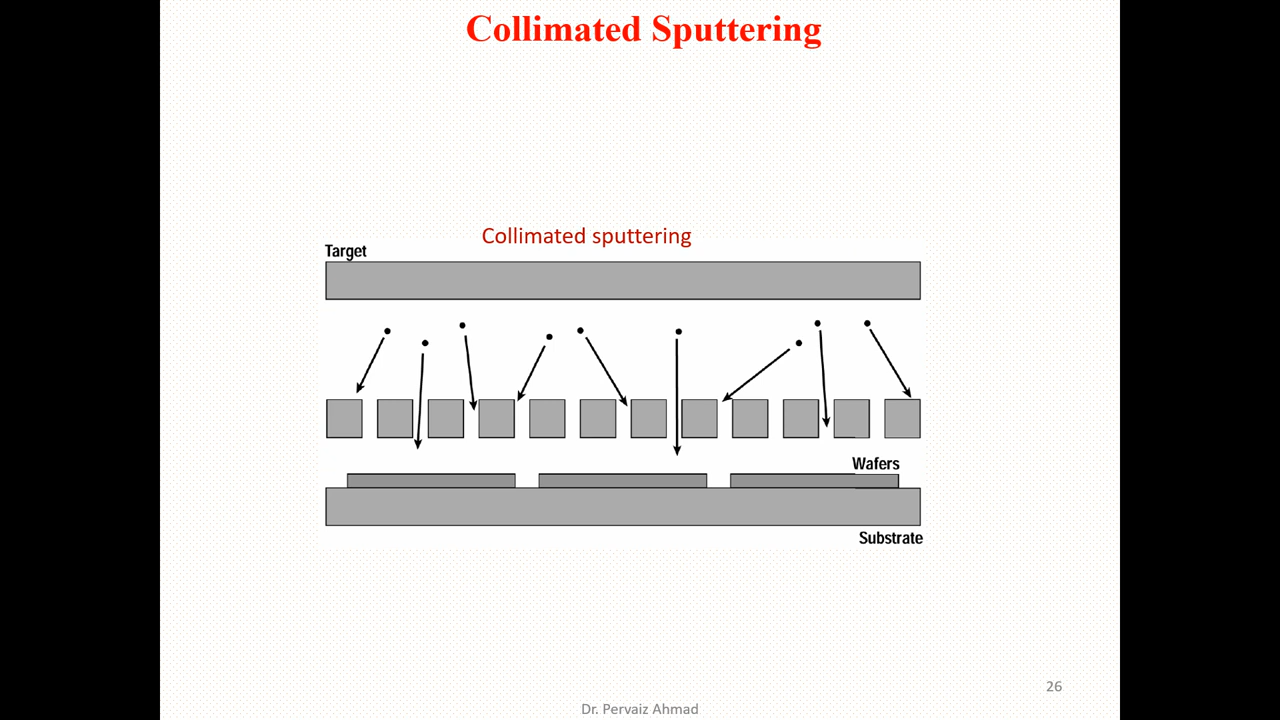 Collimated Sputtering
Collimated sputtering
Target
Wafers
Substrate
26
Dr. Pervaiz Ahmad